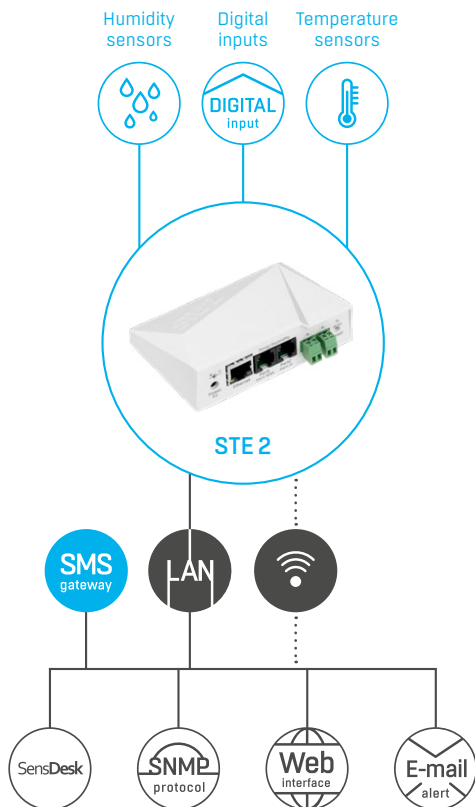 Humidity
sensors
Digital
inputs
Temperature
sensors
DIGITAL
input
STE 2
SMS
gateway
LAN
SensDesk
SNMP
protocol
Web
interface
E-mail
alert